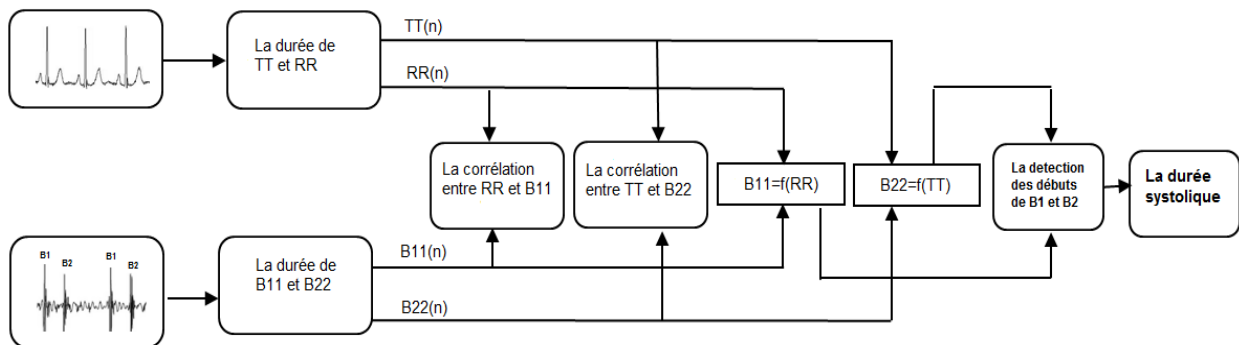 TT(n)
La durée de
TT et RR
RR(n)
La corrélation
entre RR et B11
La corrélation
entre TT et B22
B11=f(RR)
B22=f(TT)
La detection
des débuts
de B1 et B2
La durée
systolique
B1
B2
B1
B2
La durée de
B11 et B22
B11(n)
B22(n)